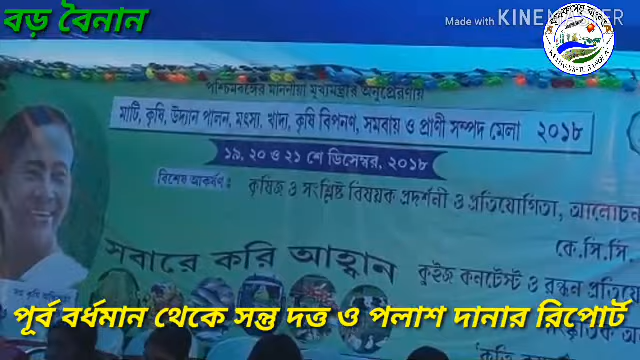 বড় বৈনান
Made with KINEMASTER
পশ্চিমবঙ্গের মাননীয়া মুখ্যমন্ত্রীর অনুপ্রেরণায়
মাটি, কৃষি, উদ্যান পালন, মৎস্য, খাদ্য, কৃষি বিপনণ, সমবায় ও প্রাণী সম্পদ মেলা ২০১৮
১৯, ২০ ও ২১ শে ডিসেম্বর, ২০১৮
বিশেষ আকর্ষণ : কৃষিজ ও সংশ্লিষ্ট বিষয়ক প্রদর্শনী ও প্রতিযোগিতা, আলোচন
কে.সি.সি.
সবারে করি আহ্বান
কুইজ কনটেস্ট ও রন্ধন প্রতিযো
পূর্ব বর্ধমান থেকে সন্তু দত্ত ও পলাশ দানার রিপোর্ট